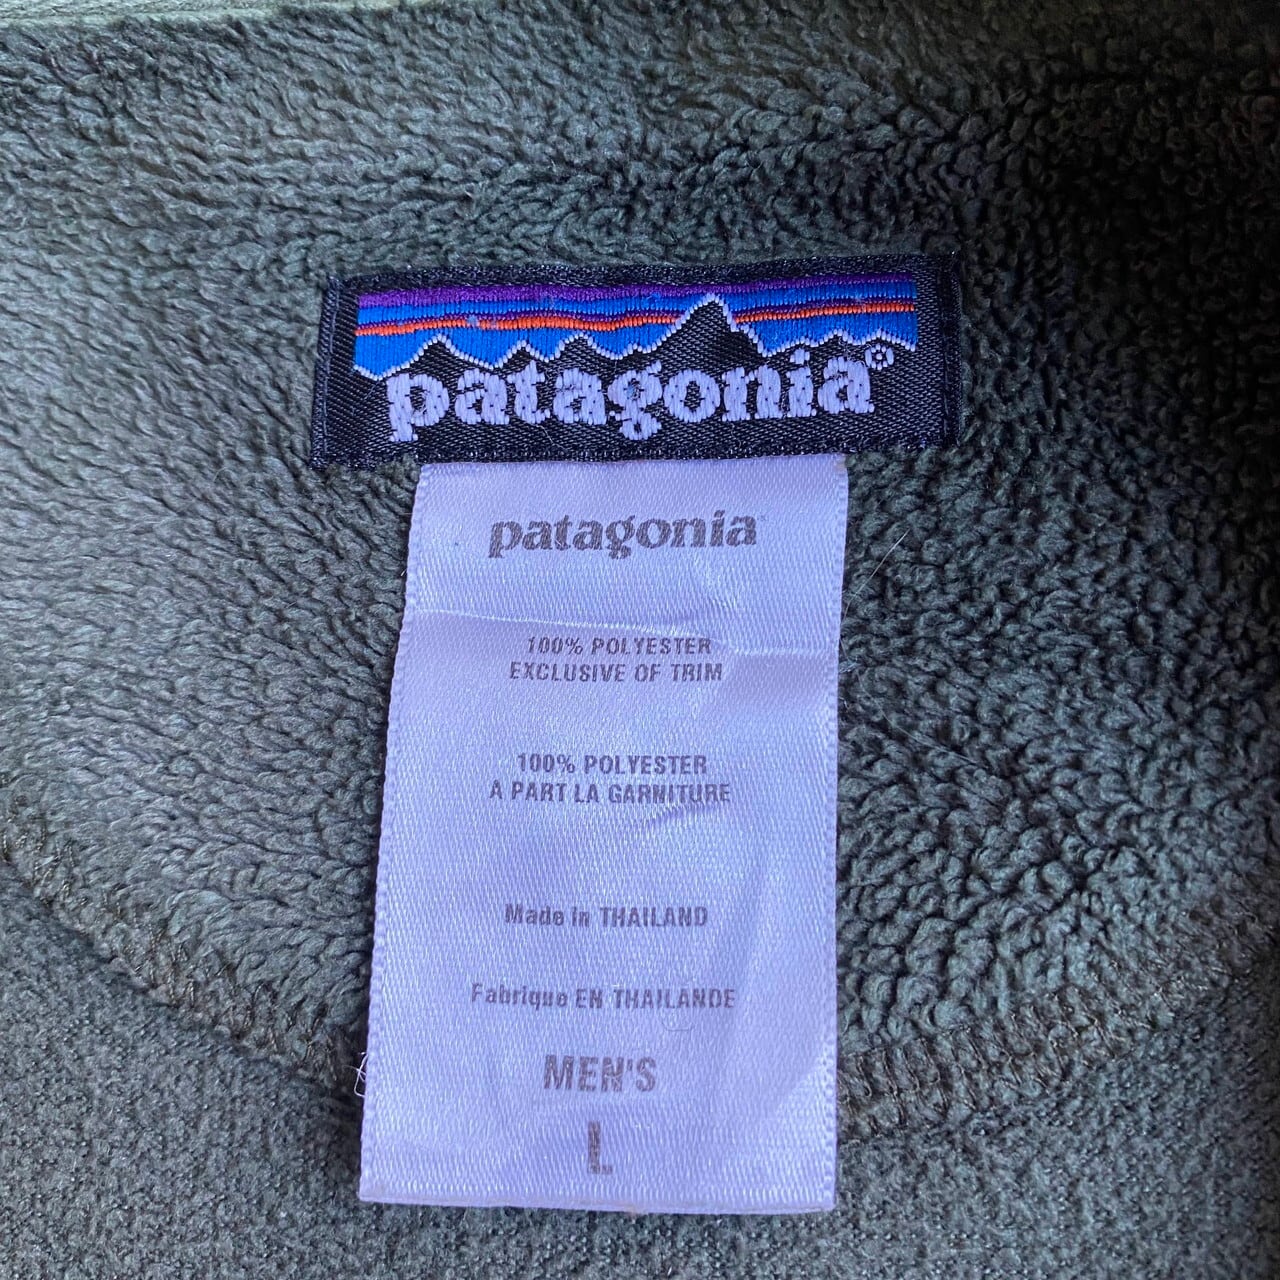 patagonia®
patagonia
100% POLYESTER
EXCLUSIVE OF TRIM
100% POLYESTER
A PART LA GARNITURE
Made in THAILAND
Fabrique EN THAILANDE
MEN'S
L